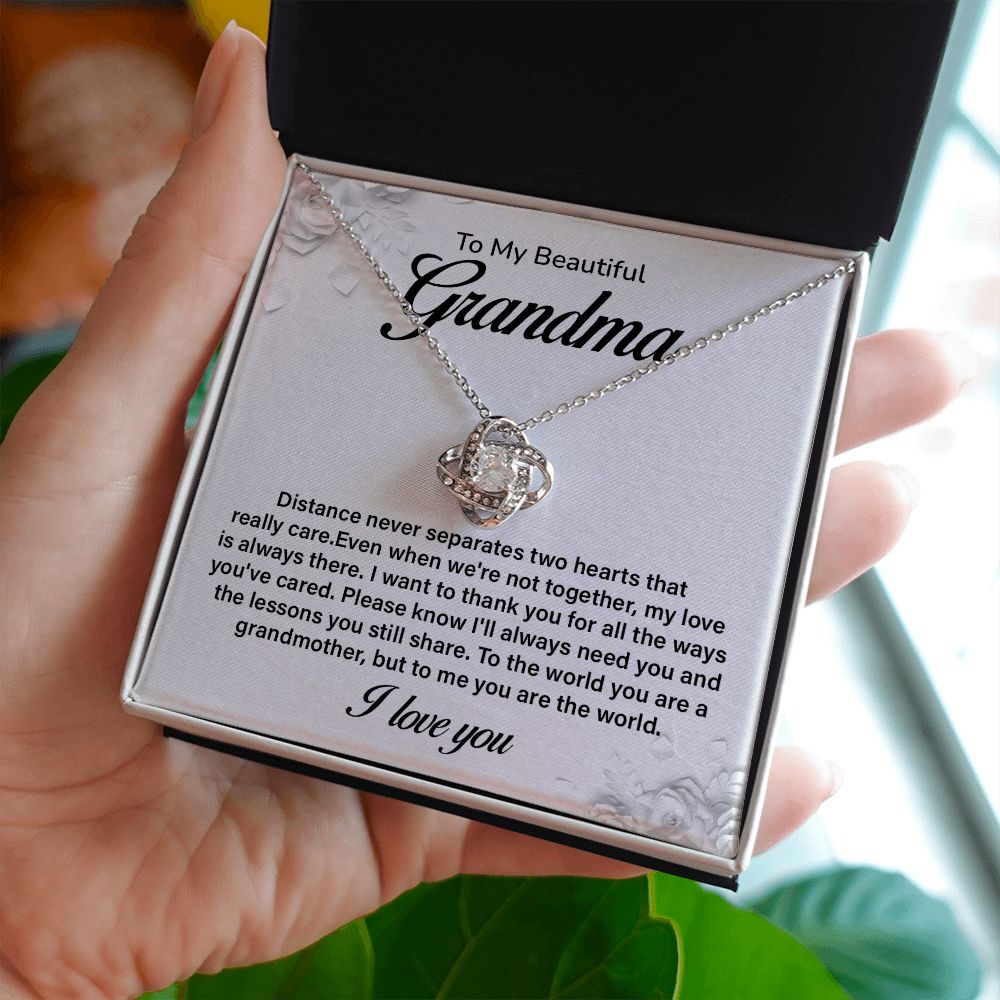 To My Beautiful
Grandma
Distance never separates two hearts that
really care.Even when we're not together, my love
is always there. I want to thank you for all the ways
you've cared. Please know I'll always need you and
the lessons you still share. To the world you are a
grandmother, but to me you are the world.
I love you